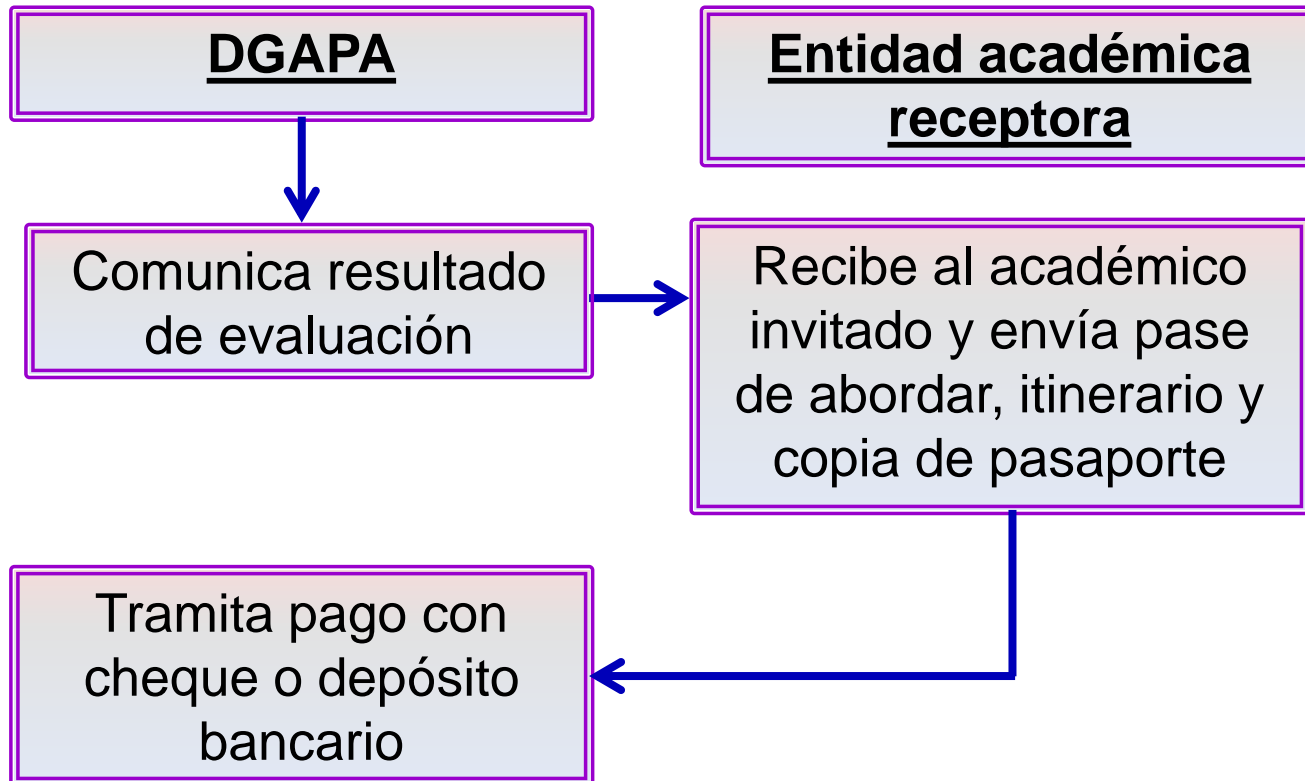 DGAPA
Entidad académica
receptora
Comunica resultado
de evaluación
Recibe al académico
invitado y envía pase
de abordar, itinerario y
copia de pasaporte
Tramita pago con
cheque o depósito
bancario